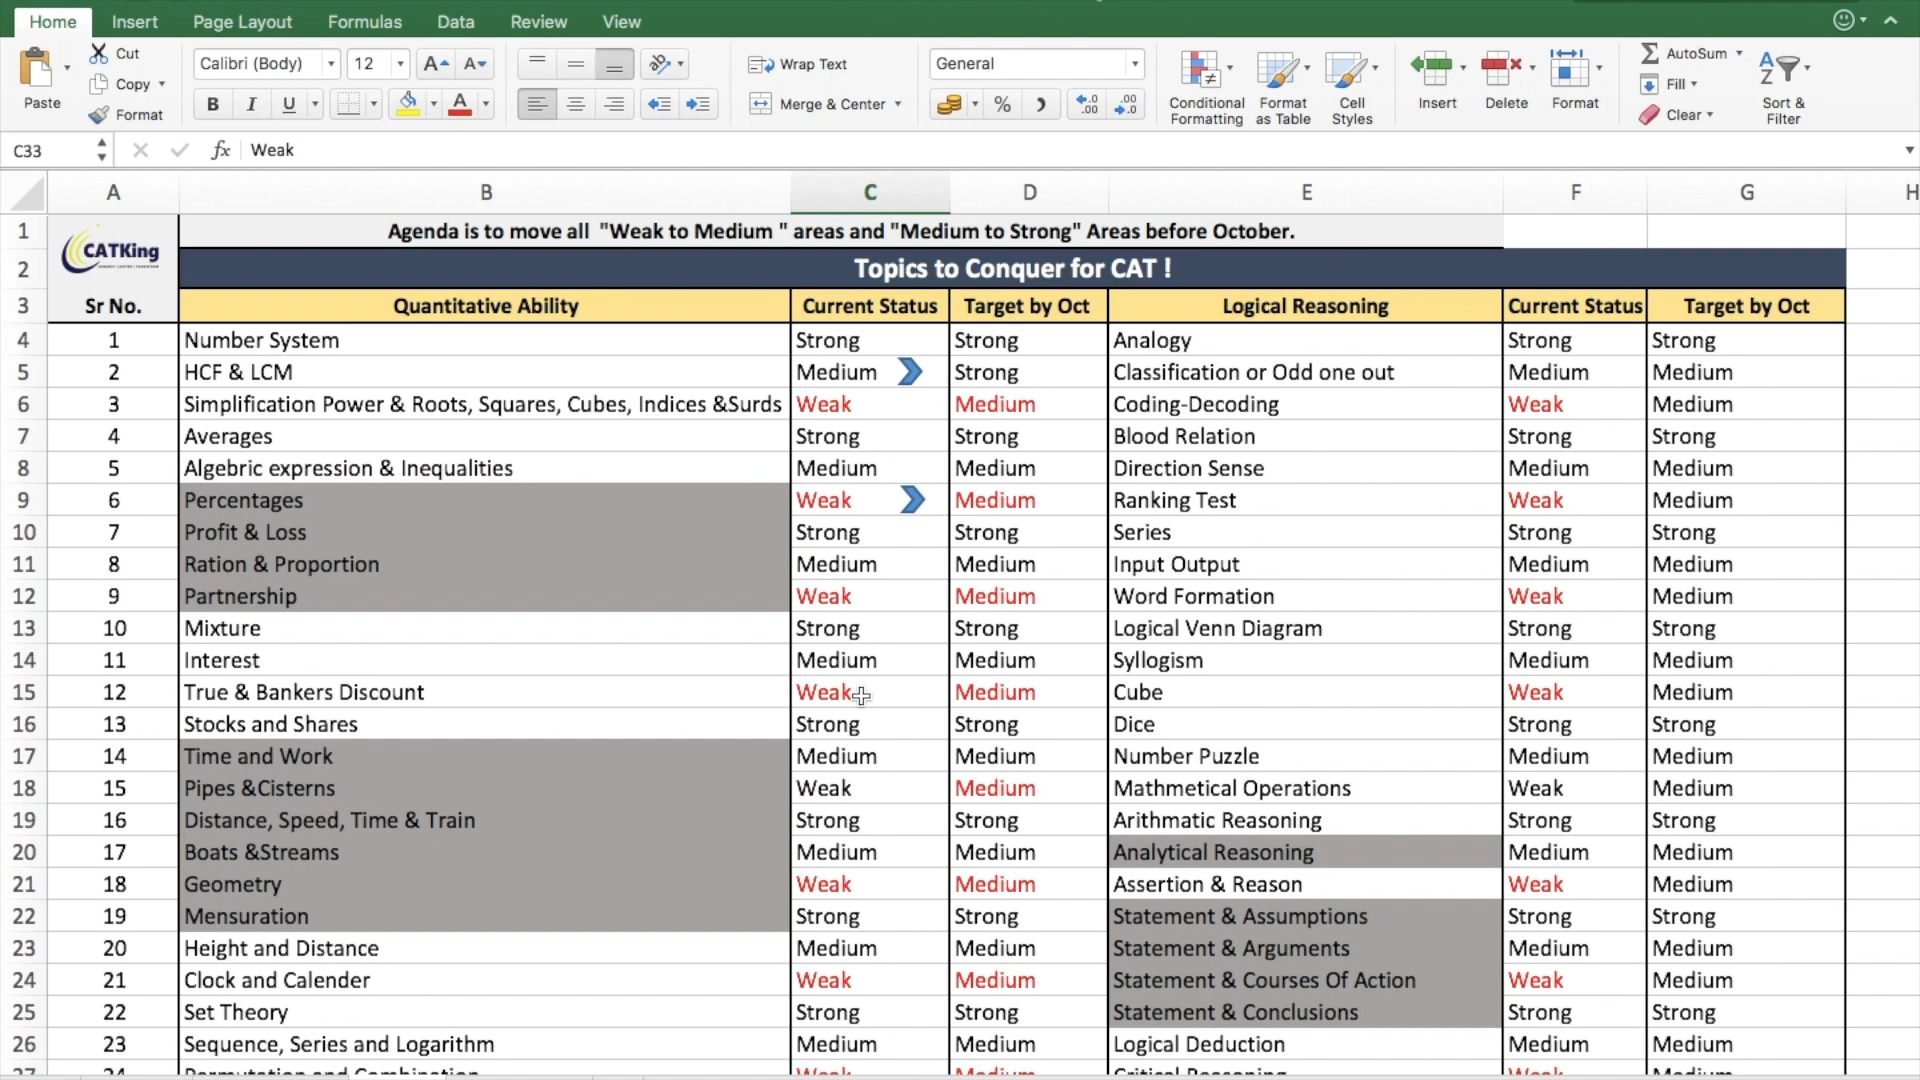 Home Insert Page Layout Formulas Data Review View
Cut Calibri (Body) 12 A A Wrap Text General AutoSum
Copy Fill
Paste Format B I U A Merge & Center % Conditional Formatting Format as Table Cell Styles Insert Delete Format Clear Sort & Filter
C33 fx Weak
A B C D E F G H
1 CATKing Agenda is to move all "Weak to Medium " areas and "Medium to Strong" Areas before October.
2 Topics to Conquer for CAT !
3 Sr No. Quantitative Ability Current Status Target by Oct Logical Reasoning Current Status Target by Oct
4 1 Number System Strong Strong Analogy Strong Strong
5 2 HCF & LCM Medium Strong Classification or Odd one out Medium Medium
6 3 Simplification Power & Roots, Squares, Cubes, Indices &Surds Weak Medium Coding-Decoding Weak Medium
7 4 Averages Strong Strong Blood Relation Strong Strong
8 5 Algebric expression & Inequalities Medium Medium Direction Sense Medium Medium
9 6 Percentages Weak Medium Ranking Test Weak Medium
10 7 Profit & Loss Strong Strong Series Strong Strong
11 8 Ration & Proportion Medium Medium Input Output Medium Medium
12 9 Partnership Weak Medium Word Formation Weak Medium
13 10 Mixture Strong Strong Logical Venn Diagram Strong Strong
14 11 Interest Medium Medium Syllogism Medium Medium
15 12 True & Bankers Discount Weak Medium Cube Weak Medium
16 13 Stocks and Shares Strong Strong Dice Strong Strong
17 14 Time and Work Medium Medium Number Puzzle Medium Medium
18 15 Pipes &Cisterns Weak Medium Mathmetical Operations Weak Medium
19 16 Distance, Speed, Time & Train Strong Strong Arithmatic Reasoning Strong Strong
20 17 Boats &Streams Medium Medium Analytical Reasoning Medium Medium
21 18 Geometry Weak Medium Assertion & Reason Weak Medium
22 19 Mensuration Strong Strong Statement & Assumptions Strong Strong
23 20 Height and Distance Medium Medium Statement & Arguments Medium Medium
24 21 Clock and Calender Weak Medium Statement & Courses Of Action Weak Medium
25 22 Set Theory Strong Strong Statement & Conclusions Strong Strong
26 23 Sequence, Series and Logarithm Medium Medium Logical Deduction Medium Medium
27 24 Permutation and Combination Weak Medium Critical Reasoning Weak Medium